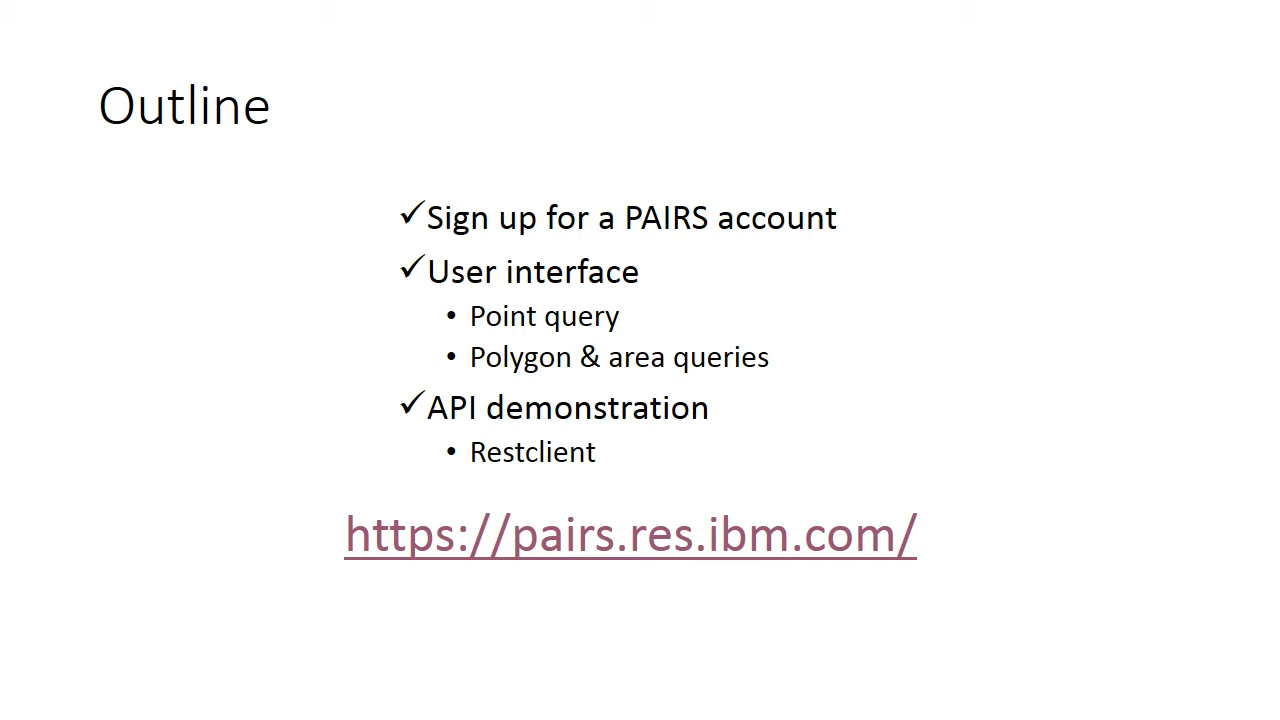 Outline
✓Sign up for a PAIRS account
✓User interface
• Point query
• Polygon & area queries
✓API demonstration
• Restclient
https://pairs.res.ibm.com/